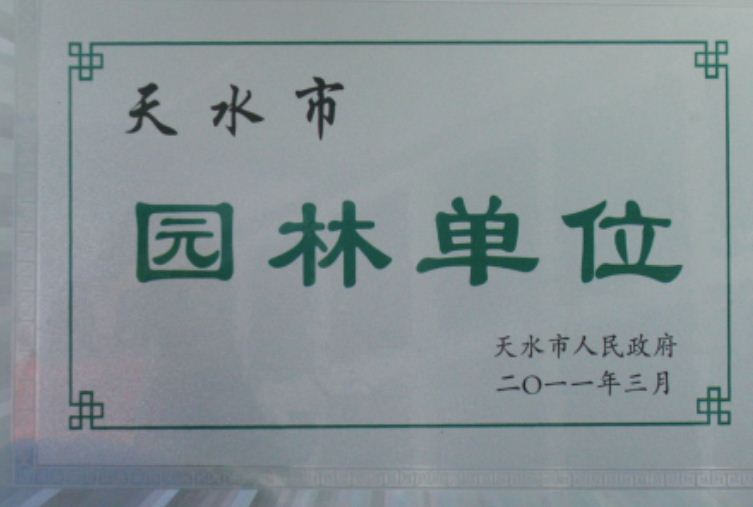 天水市
园林单位
天水市人民政府
二〇一一年三月